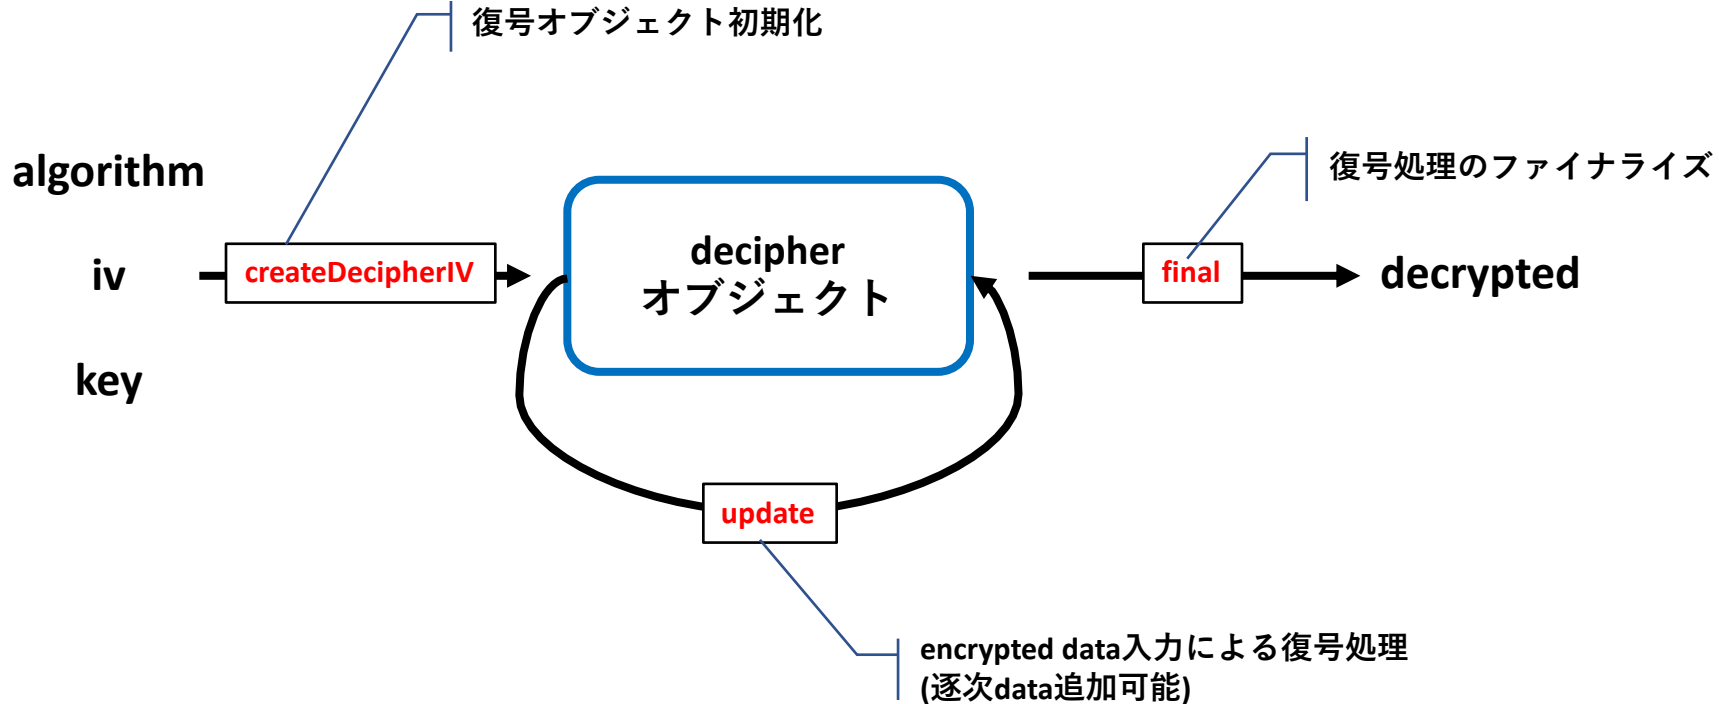 復号オブジェクト初期化
algorithm
復号処理のファイナライズ
iv
createDecipherIV
decipher
オブジェクト
final
decrypted
key
update
encrypted data入力による復号処理
(逐次data追加可能)